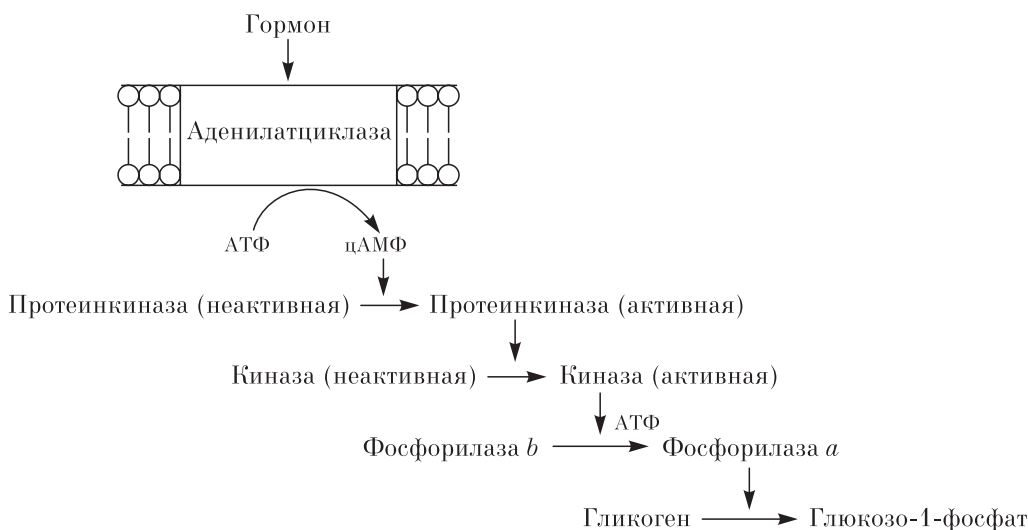 Гормон
Аденилатциклаза
АТФ цАМФ
Протеинкиназа (неактивная) Протеинкиназа (активная)
Киназа (неактивная) Киназа (активная)
АТФ
Фосфорилаза b Фосфорилаза a
Гликоген Глюкозо-1-фосфат